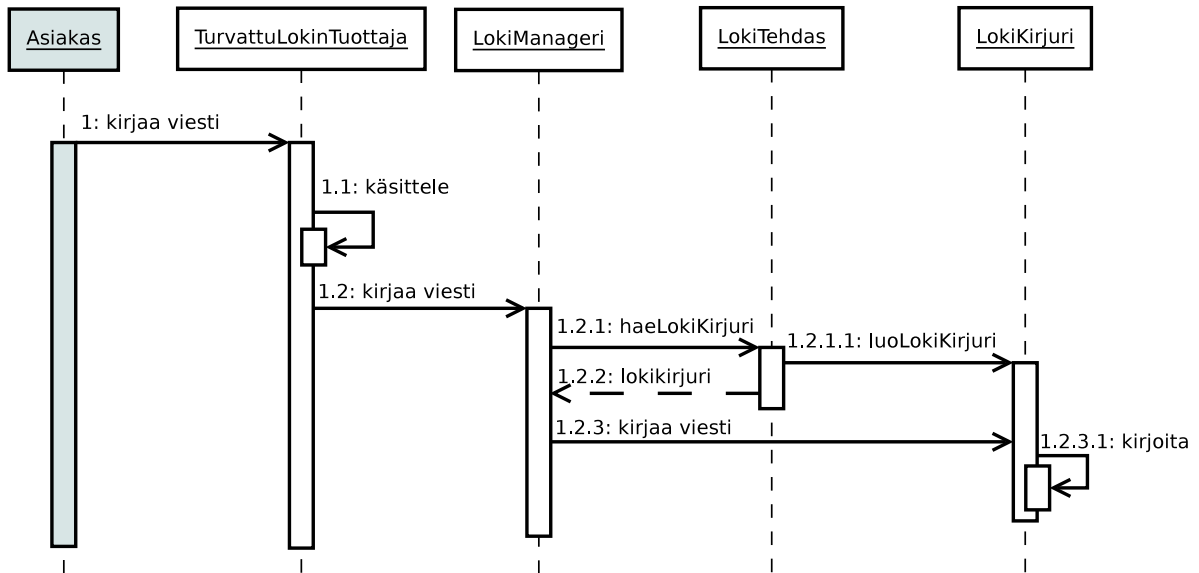 Asiakas
TurvattuLokinTuottaja
LokiManageri
LokiTehdas
LokiKirjuri
1: kirjaa viesti
1.1: käsittele
1.2: kirjaa viesti
1.2.1: haeLokiKirjuri
1.2.1.1: luoLokiKirjuri
1.2.2: lokikirjuri
1.2.3: kirjaa viesti
1.2.3.1: kirjoita